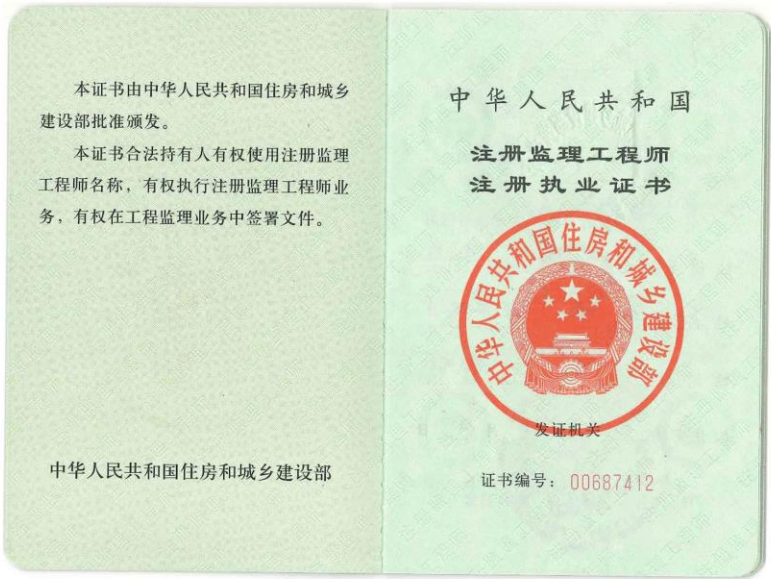 本证书由中华人民共和国住房和城乡
建设部批准颁发。
本证书合法持有人有权使用注册监理
工程师名称，有权执行注册监理工程师业
务，有权在工程监理业务中签署文件。
中华人民共和国住房和城乡建设部
中华人民共和国
注册监理工程师
注册执业证书
中华人民共和国住房和城乡建设部
发证机关
证书编号：00687412